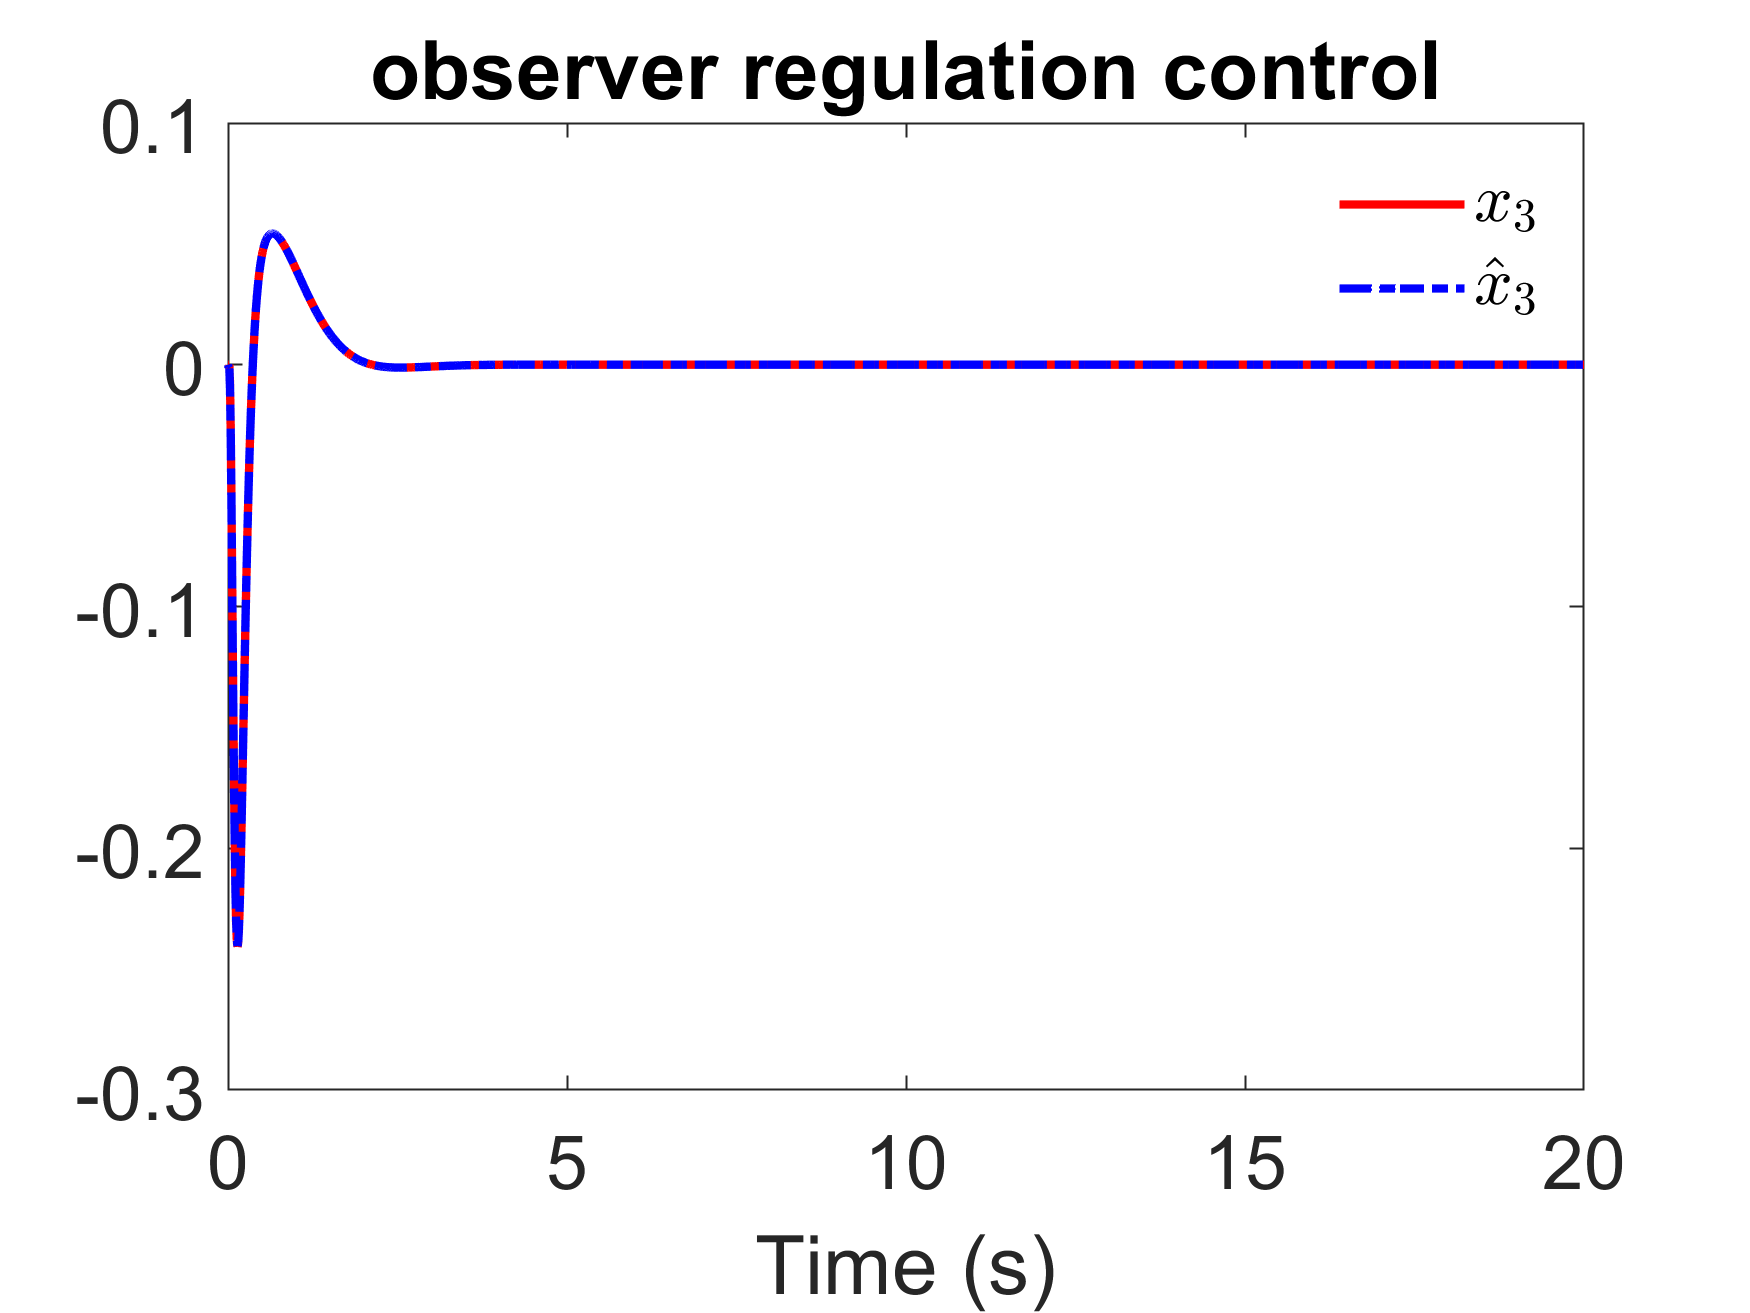 observer regulation control
0.1
0
-0.1
-0.2
-0.3
0 5 10 15 20
Time (s)
x₃
x̂₃